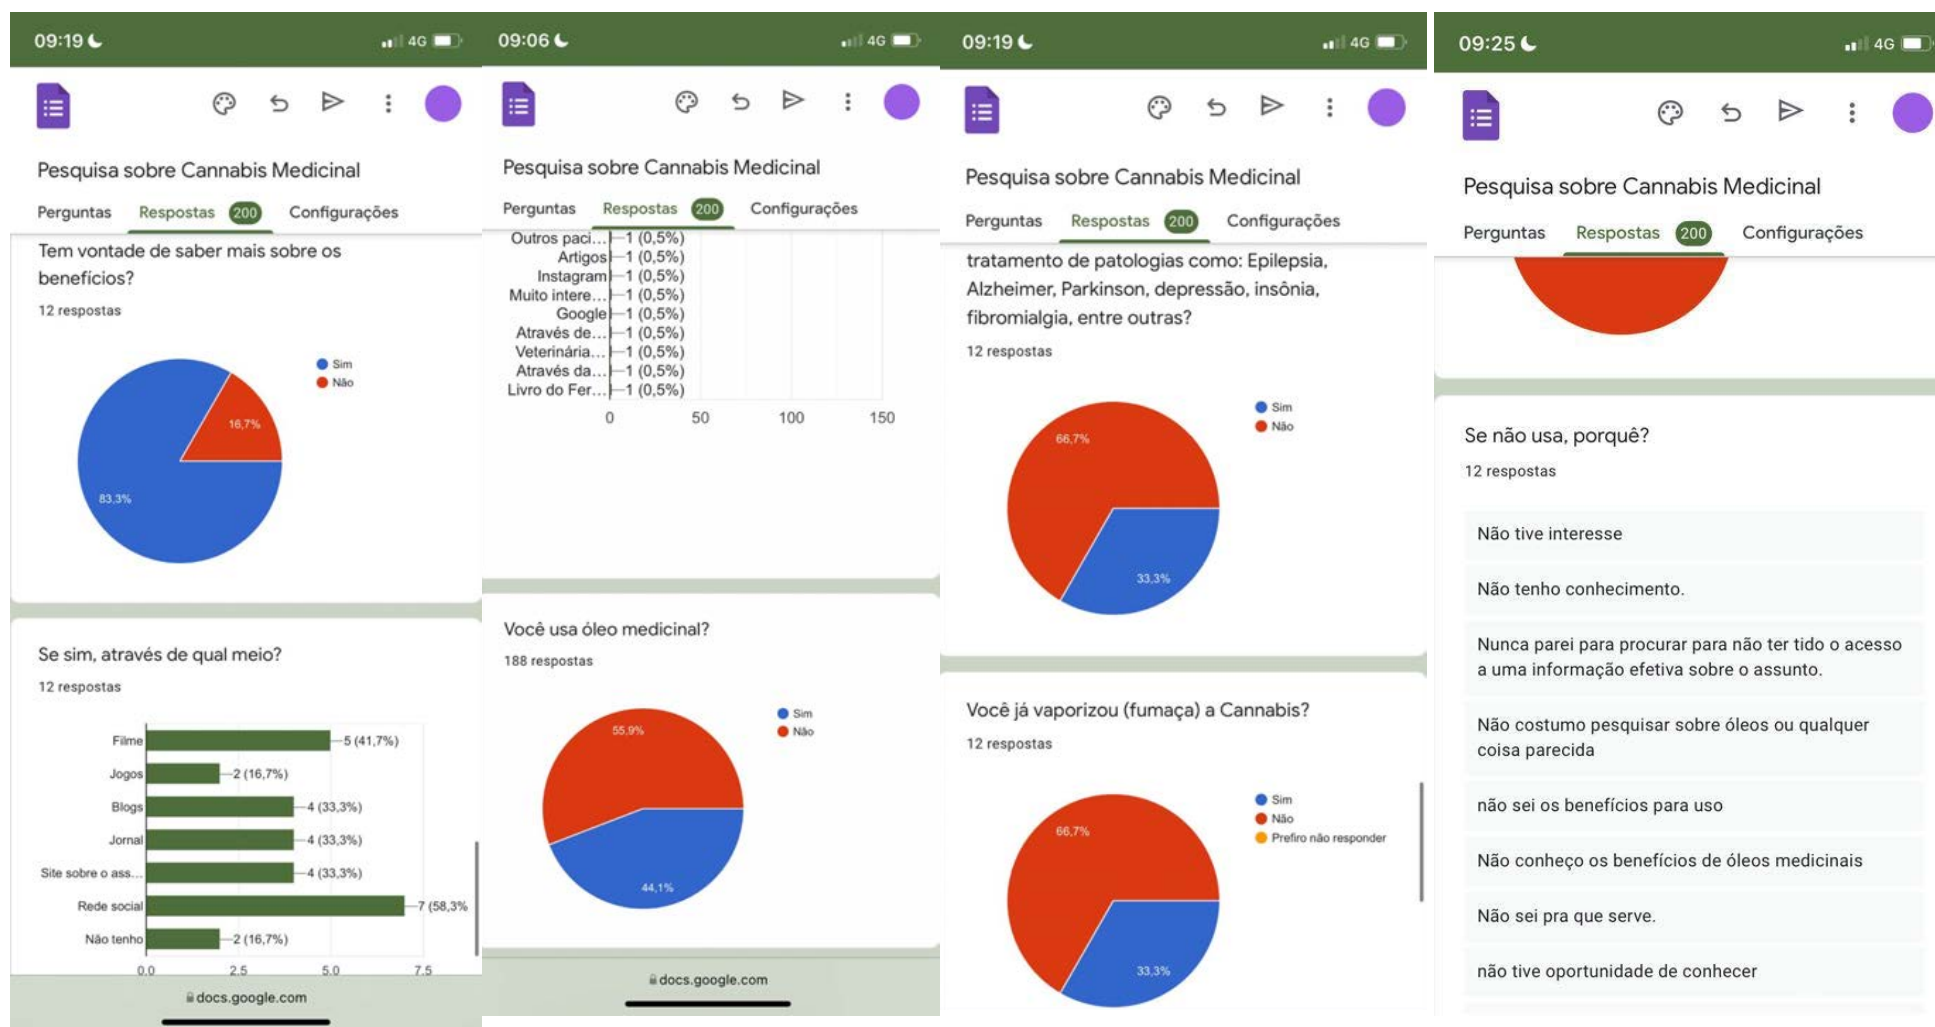 09:19
4G
Pesquisa sobre Cannabis Medicinal
Perguntas Respostas 200 Configurações
Tem vontade de saber mais sobre os
benefícios?
12 respostas
Sim
Não
16,7%
83,3%
Se sim, através de qual meio?
12 respostas
Filme 5 (41,7%)
Jogos 2 (16,7%)
Blogs 4 (33,3%)
Jornal 4 (33,3%)
Site sobre o ass... 4 (33,3%)
Rede social 7 (58,3%
Não tenho 2 (16,7%)
0.0 2.5 5.0 7.5
docs.google.com
09:06
4G
Pesquisa sobre Cannabis Medicinal
Perguntas Respostas 200 Configurações
Outros paci... 1 (0,5%)
Artigos 1 (0,5%)
Instagram 1 (0,5%)
Muito intere... 1 (0,5%)
Google 1 (0,5%)
Através de... 1 (0,5%)
Veterinária... 1 (0,5%)
Através da... 1 (0,5%)
Livro do Fer... 1 (0,5%)
0 50 100 150
Você usa óleo medicinal?
188 respostas
Sim
Não
55,9%
44,1%
docs.google.com
09:19
4G
Pesquisa sobre Cannabis Medicinal
Perguntas Respostas 200 Configurações
tratamento de patologias como: Epilepsia,
Alzheimer, Parkinson, depressão, insônia,
fibromialgia, entre outras?
12 respostas
Sim
Não
66,7%
33,3%
Você já vaporizou (fumaça) a Cannabis?
12 respostas
Sim
Não
Prefiro não responder
66,7%
33,3%
09:25
4G
Pesquisa sobre Cannabis Medicinal
Perguntas Respostas 200 Configurações
Se não usa, porquê?
12 respostas
Não tive interesse
Não tenho conhecimento.
Nunca parei para procurar para não ter tido o acesso
a uma informação efetiva sobre o assunto.
Não costumo pesquisar sobre óleos ou qualquer
coisa parecida
não sei os benefícios para uso
Não conheço os benefícios de óleos medicinais
Não sei pra que serve.
não tive oportunidade de conhecer